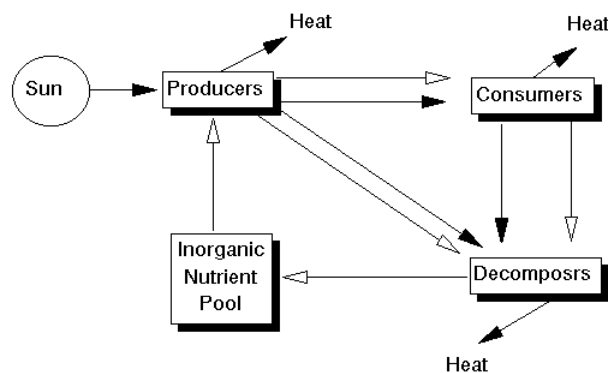 Heat
Heat
Sun
Producers
Consumers
Inorganic
Nutrient
Pool
Decomposrs
Heat